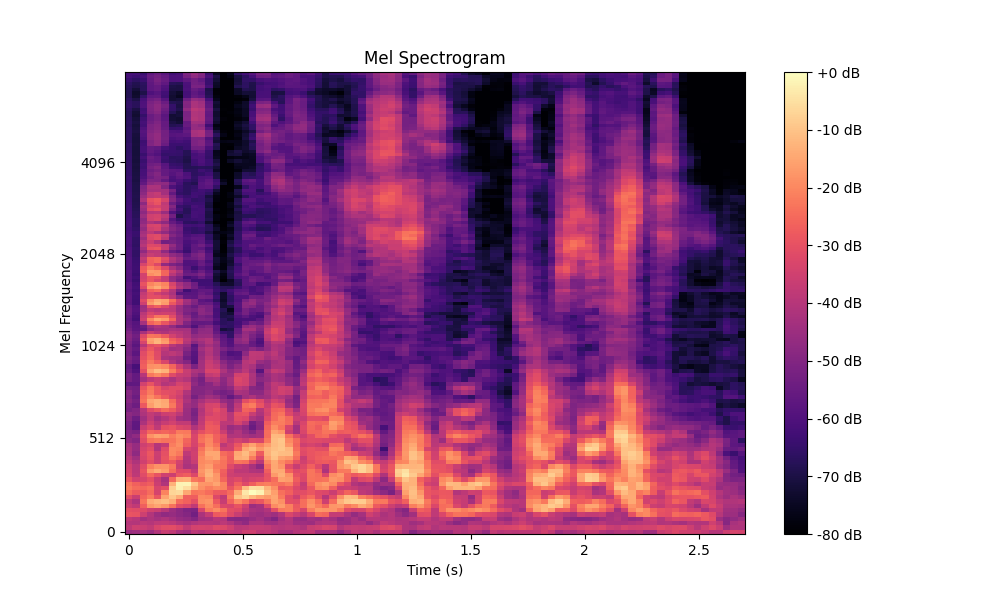 Mel Spectrogram
Mel Frequency
4096
2048
1024
512
0
0
0.5
1
1.5
2
2.5
Time (s)
+0 dB
-10 dB
-20 dB
-30 dB
-40 dB
-50 dB
-60 dB
-70 dB
-80 dB